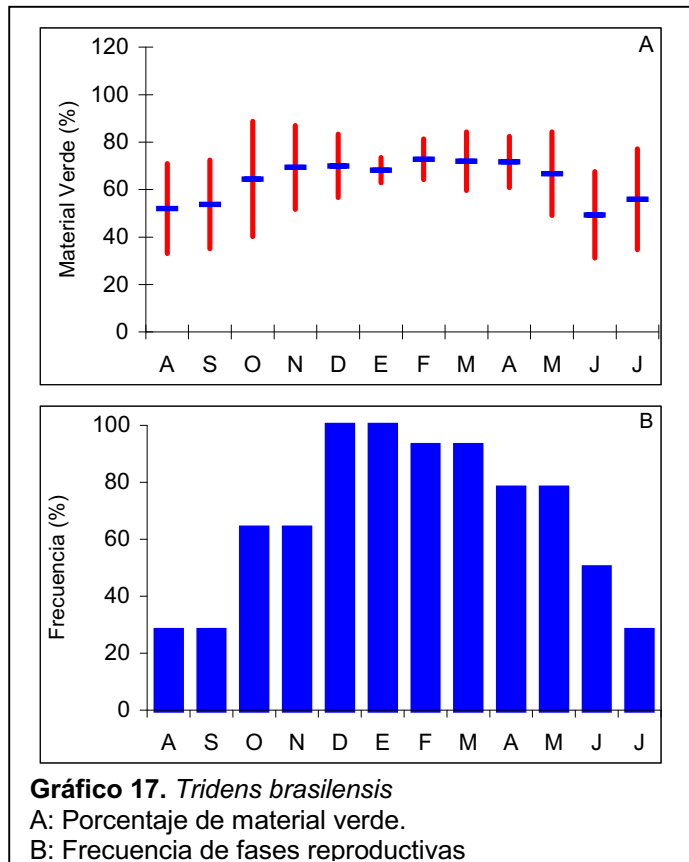 A
Material Verde (%)
120
100
80
60
40
20
0
A S O N D E F M A M J J
B
Frecuencia (%)
100
80
60
40
20
0
A S O N D E F M A M J J
Gráfico 17. Tridens brasilensis
A: Porcentaje de material verde.
B: Frecuencia de fases reproductivas